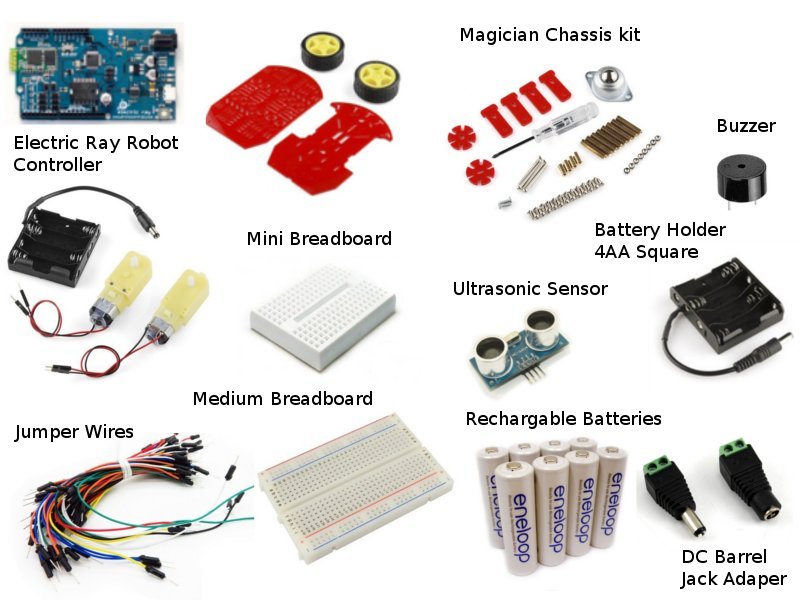 Magician Chassis kit
Electric Ray Robot
Controller
Buzzer
Battery Holder
4AA Square
Mini Breadboard
Ultrasonic Sensor
Medium Breadboard
Jumper Wires
Rechargable Batteries
eneloop
eneloop
eneloop
eneloop
DC Barrel
Jack Adaper